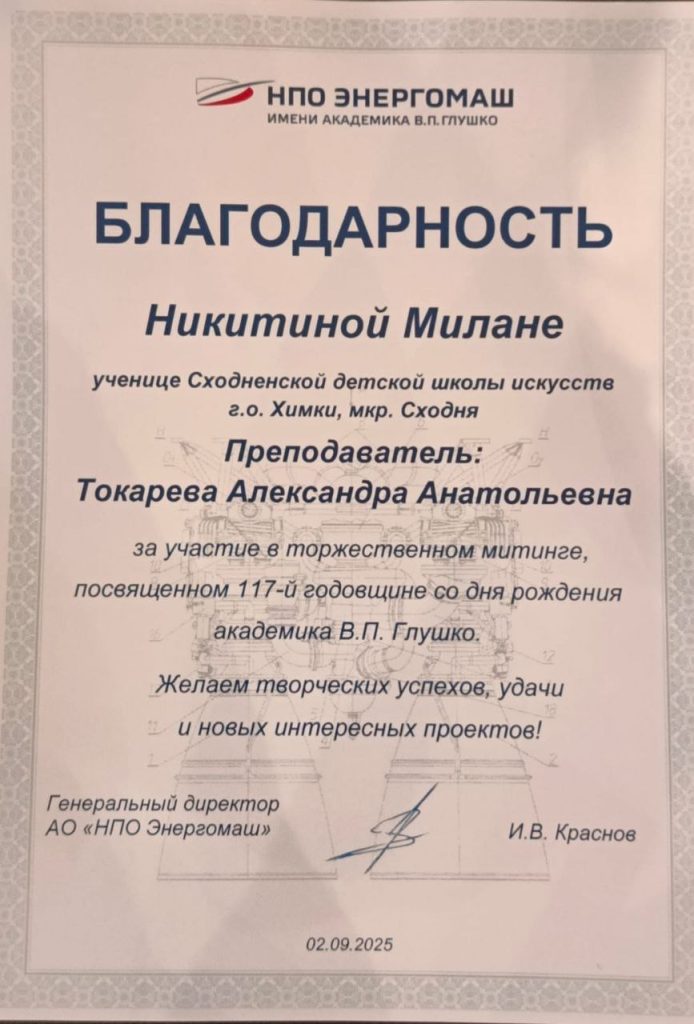 НПО ЭНЕРГОМАШ
ИМЕНИ АКАДЕМИКА В.П. ГЛУШКО
БЛАГОДАРНОСТЬ
Никитиной Милане
ученице Сходненской детской школы искусств
г.о. Химки, мкр. Сходня
Преподаватель:
Токарева Александра Анатольевна
за участие в торжественном митинге,
посвященном 117-й годовщине со дня рождения
академика В.П. Глушко.
Желаем творческих успехов, удачи
и новых интересных проектов!
Генеральный директор
АО «НПО Энергомаш»
И.В. Краснов
02.09.2025